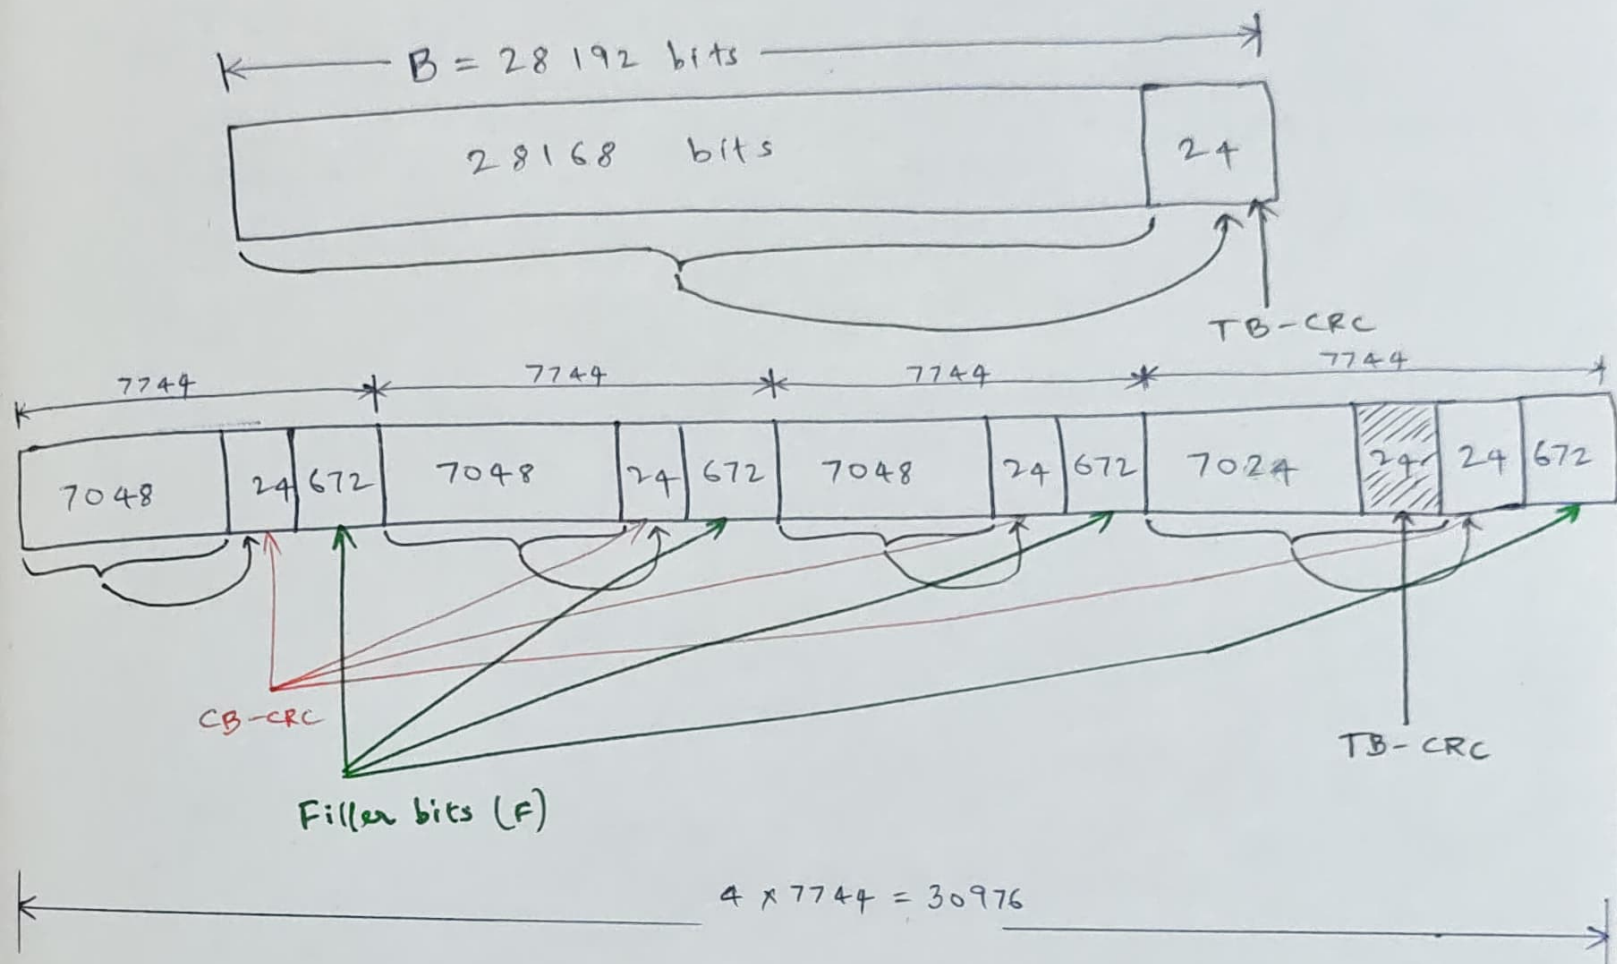 B = 28192 bits
28168 bits 24
TB-CRC
7744 7744 7744 7744
7048 24 672 7048 24 672 7048 24 672 7024 24 24 672
CB-CRC
TB-CRC
Filler bits (F)
4 x 7744 = 30976